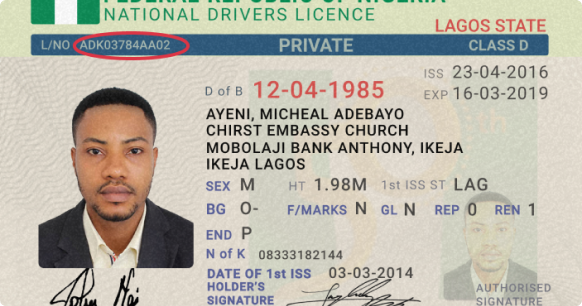 FEDERAL REPUBLIC OF NIGERIA
NATIONAL DRIVERS LICENCE
LAGOS STATE
L/NO ADK03784AA02 PRIVATE CLASS D
ISS 23-04-2016
D of B 12-04-1985 EXP 16-03-2019
AYENI, MICHEAL ADEBAYO
CHIRST EMBASSY CHURCH
MOBOLAJI BANK ANTHONY, IKEJA
IKEJA LAGOS
SEX M HT 1.98M 1st ISS ST LAG
BG O- F/MARKS N GL N REP 0 REN 1
END P
N of K 08333182144
DATE OF 1st ISS 03-03-2014
HOLDER'S
SIGNATURE
AUTHORISED
SIGNATURE